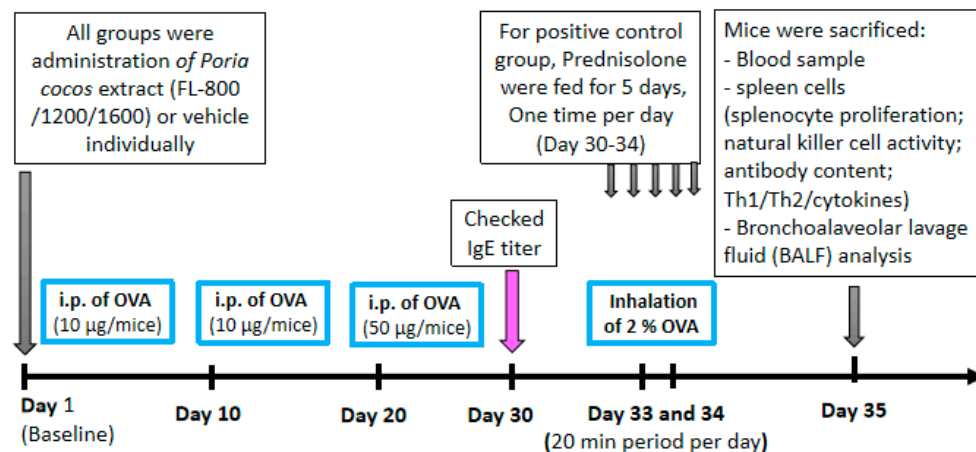 All groups were
administration of Poria
cocos extract (FL-800
/1200/1600) or vehicle
individually
For positive control
group, Prednisolone
were fed for 5 days,
One time per day
(Day 30-34)
Mice were sacrificed:
- Blood sample
- spleen cells
(splenocyte proliferation;
natural killer cell activity;
antibody content;
Th1/Th2/cytokines)
- Bronchoalaveolar lavage
fluid (BALF) analysis
Checked
IgE titer
i.p. of OVA
(10 µg/mice)
i.p. of OVA
(10 µg/mice)
i.p. of OVA
(50 µg/mice)
Inhalation
of 2 % OVA
Day 1
(Baseline)
Day 10
Day 20
Day 30
Day 33 and 34
(20 min period per day)
Day 35